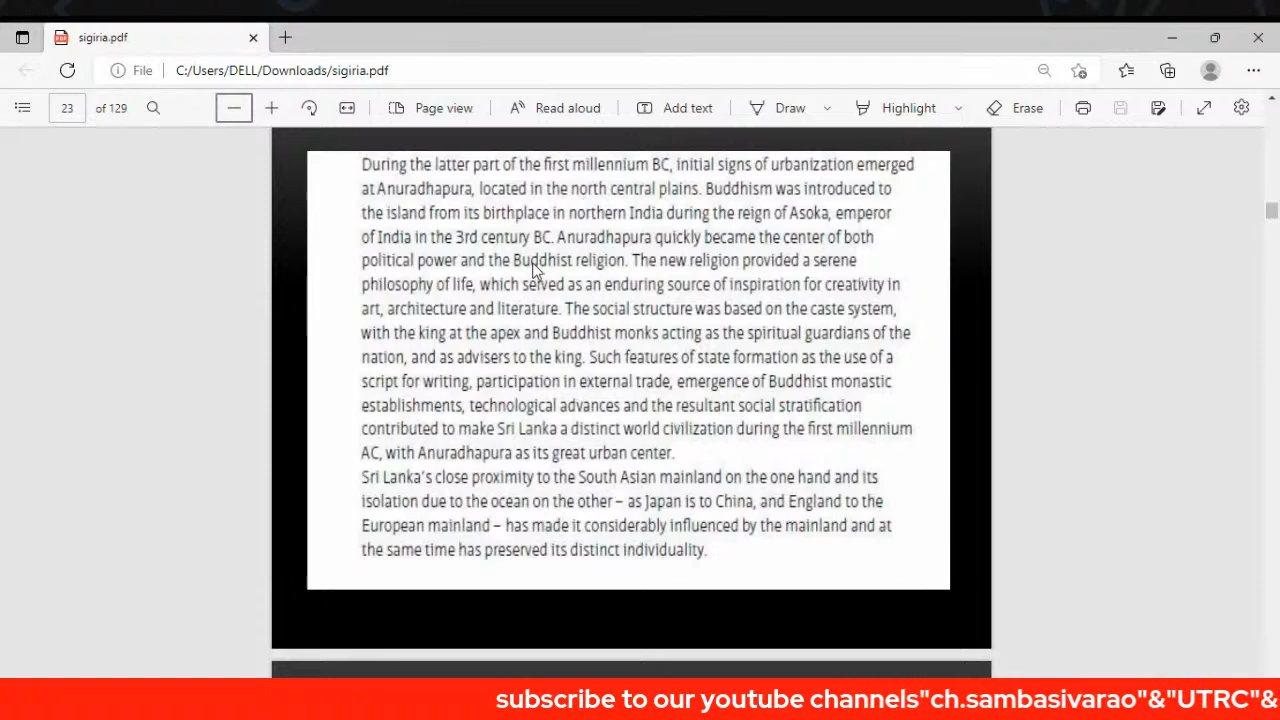 sigiria.pdf
File
C:/Users/DELL/Downloads/sigiria.pdf
23 of 129
Page view
Read aloud
Add text
Draw
Highlight
Erase
During the latter part of the first millennium BC, initial signs of urbanization emerged
at Anuradhapura, located in the north central plains. Buddhism was introduced to
the island from its birthplace in northern India during the reign of Asoka, emperor
of India in the 3rd century BC. Anuradhapura quickly became the center of both
political power and the Buddhist religion. The new religion provided a serene
philosophy of life, which served as an enduring source of inspiration for creativity in
art, architecture and literature. The social structure was based on the caste system,
with the king at the apex and Buddhist monks acting as the spiritual guardians of the
nation, and as advisers to the king. Such features of state formation as the use of a
script for writing, participation in external trade, emergence of Buddhist monastic
establishments, technological advances and the resultant social stratification
contributed to make Sri Lanka a distinct world civilization during the first millennium
AC, with Anuradhapura as its great urban center.
Sri Lanka's close proximity to the South Asian mainland on the one hand and its
isolation due to the ocean on the other – as Japan is to China, and England to the
European mainland – has made it considerably influenced by the mainland and at
the same time has preserved its distinct individuality.
subscribe to our youtube channels"ch.sambasivarao"&"UTRC"&